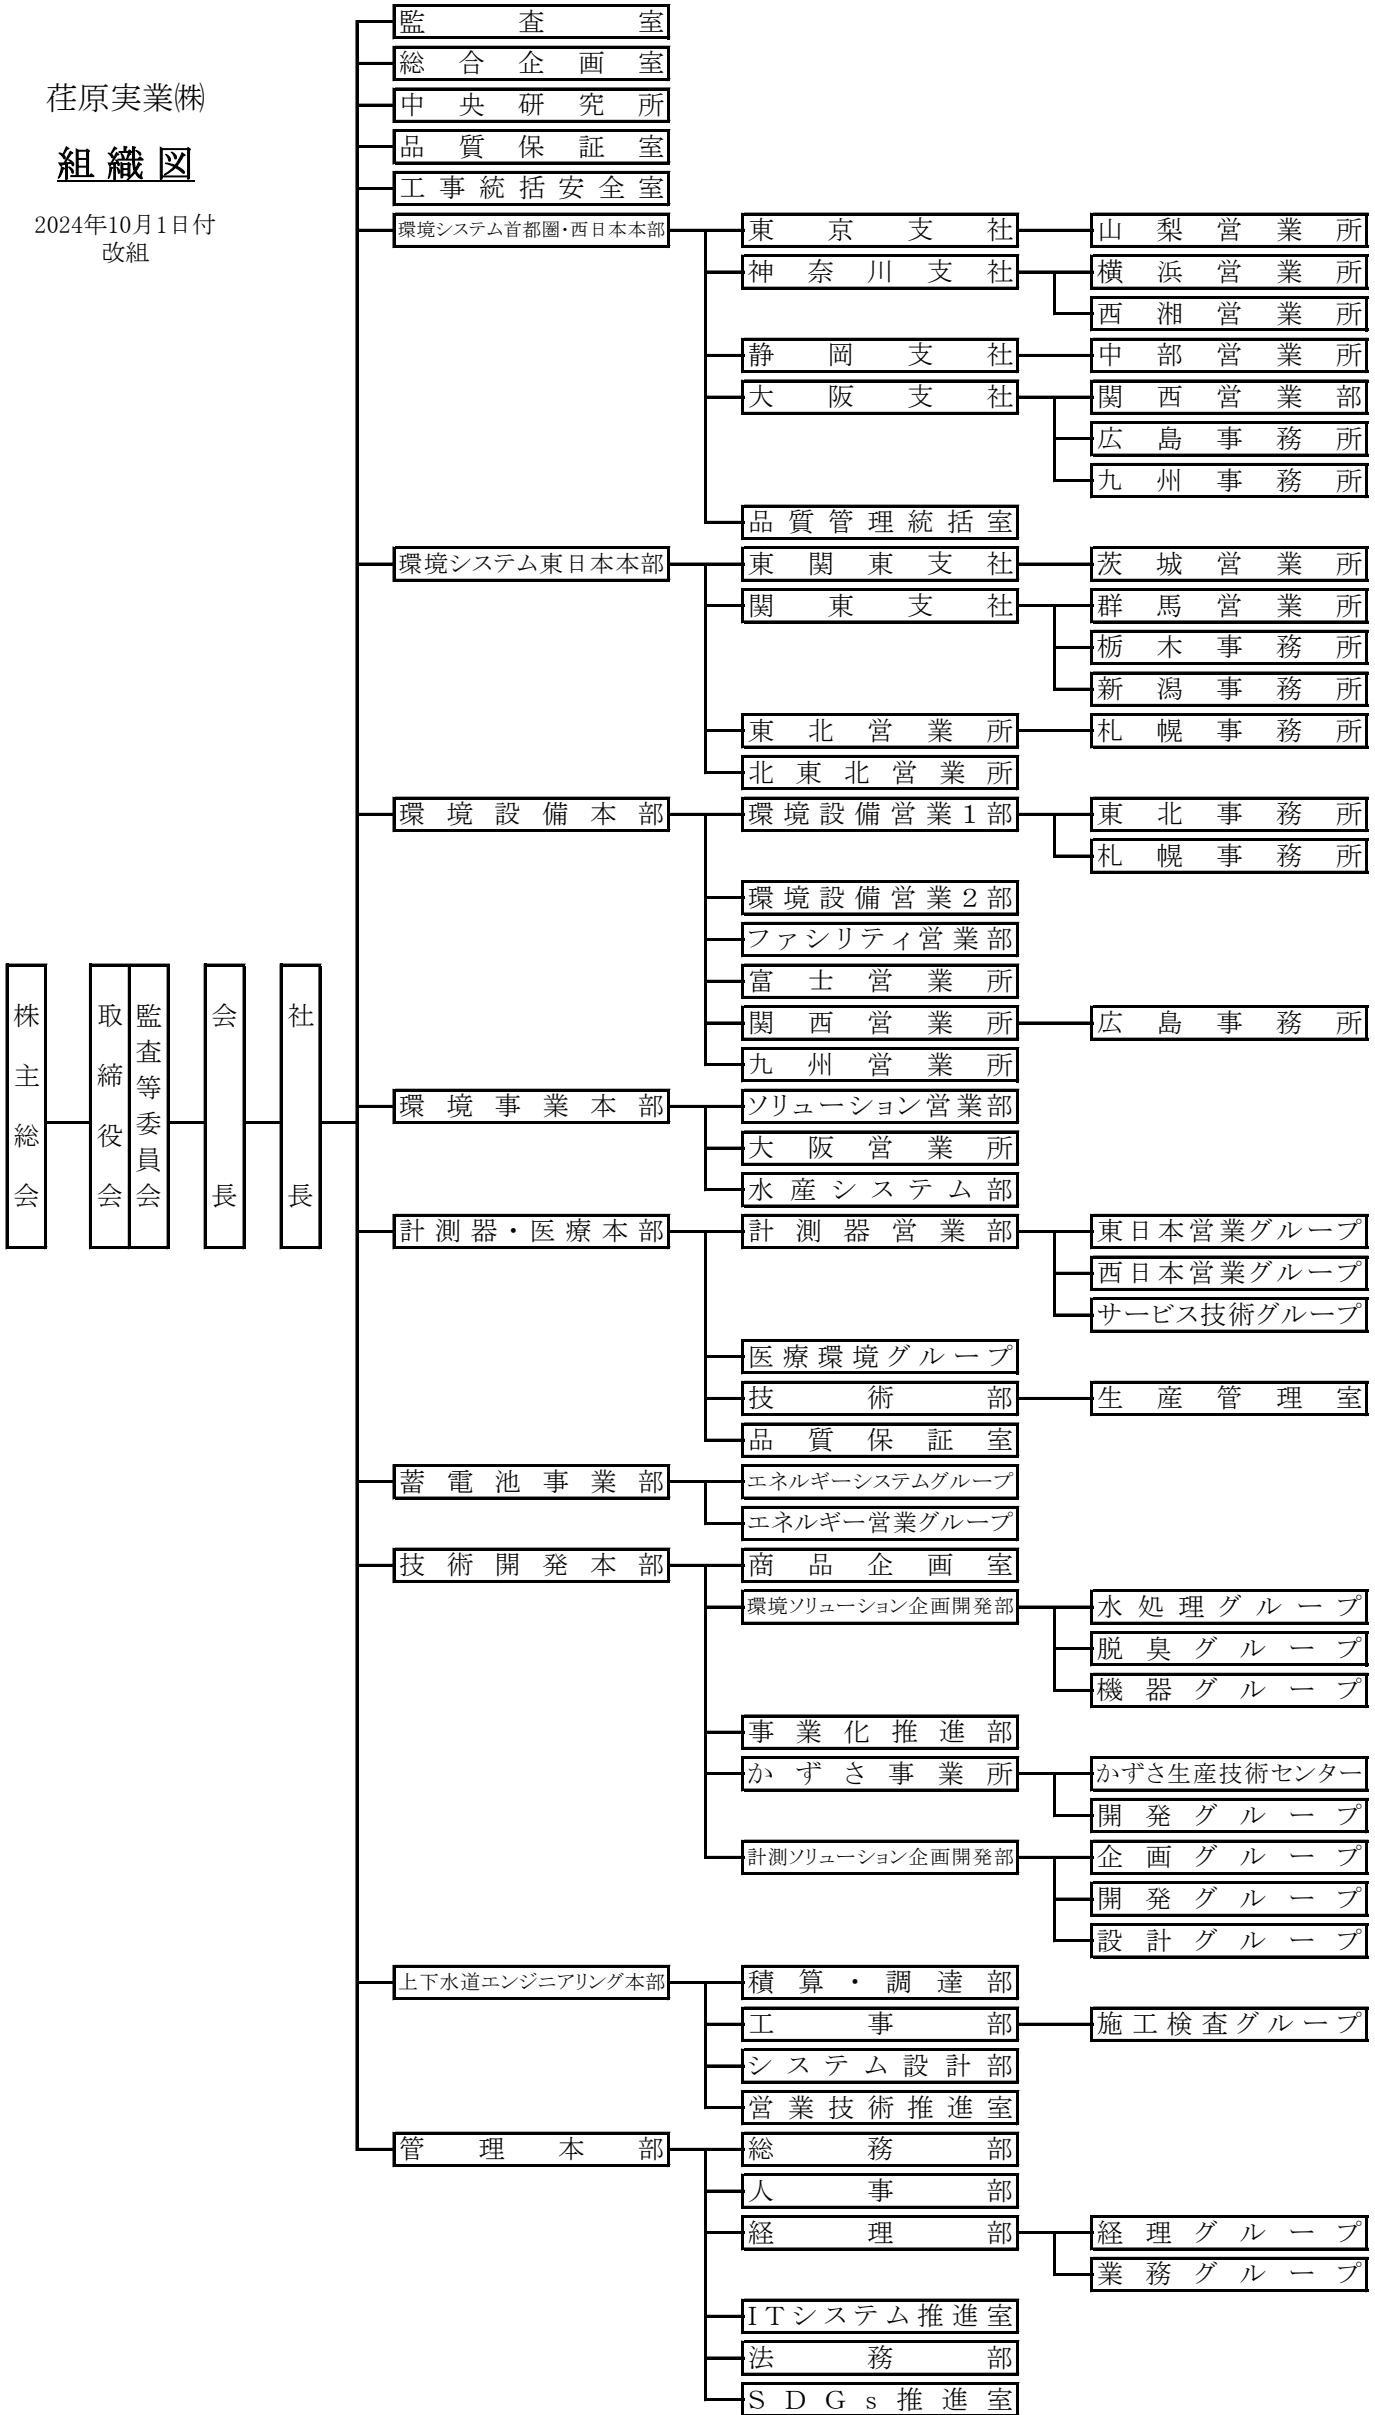 荏原実業㈱
組織図
2024年10月1日付
改組
株主総会
取締役会
監査等委員会
会長
社長
監査室
総合企画室
中央研究所
品質保証室
工事統括安全室
環境システム首都圏・西日本本部
東京支社
山梨営業所
神奈川支社
横浜営業所
西湘営業所
静岡支社
中部営業所
大阪支社
関西営業部
広島事務所
九州事務所
品質管理統括室
環境システム東日本本部
東関東支社
茨城営業所
関東支社
群馬営業所
栃木事務所
新潟事務所
東北営業所
札幌事務所
北東北営業所
環境設備本部
環境設備営業1部
東北事務所
札幌事務所
環境設備営業2部
ファシリティ営業部
富士営業所
関西営業所
広島事務所
九州営業所
環境事業本部
ソリューション営業部
大阪営業所
水産システム部
計測器・医療本部
計測器営業部
東日本営業グループ
西日本営業グループ
サービス技術グループ
医療環境グループ
技術部
生産管理室
品質保証室
蓄電池事業部
エネルギーシステムグループ
エネルギー営業グループ
技術開発本部
商品企画室
環境ソリューション企画開発部
水処理グループ
脱臭グループ
機器グループ
事業化推進部
かずさ事業所
かずさ生産技術センター
開発グループ
計測ソリューション企画開発部
企画グループ
開発グループ
設計グループ
上下水道エンジニアリング本部
積算・調達部
工事部
施工検査グループ
システム設計部
営業技術推進室
管理本部
総務部
人事部
経理部
経理グループ
業務グループ
ITシステム推進室
法務部
SDGs推進室